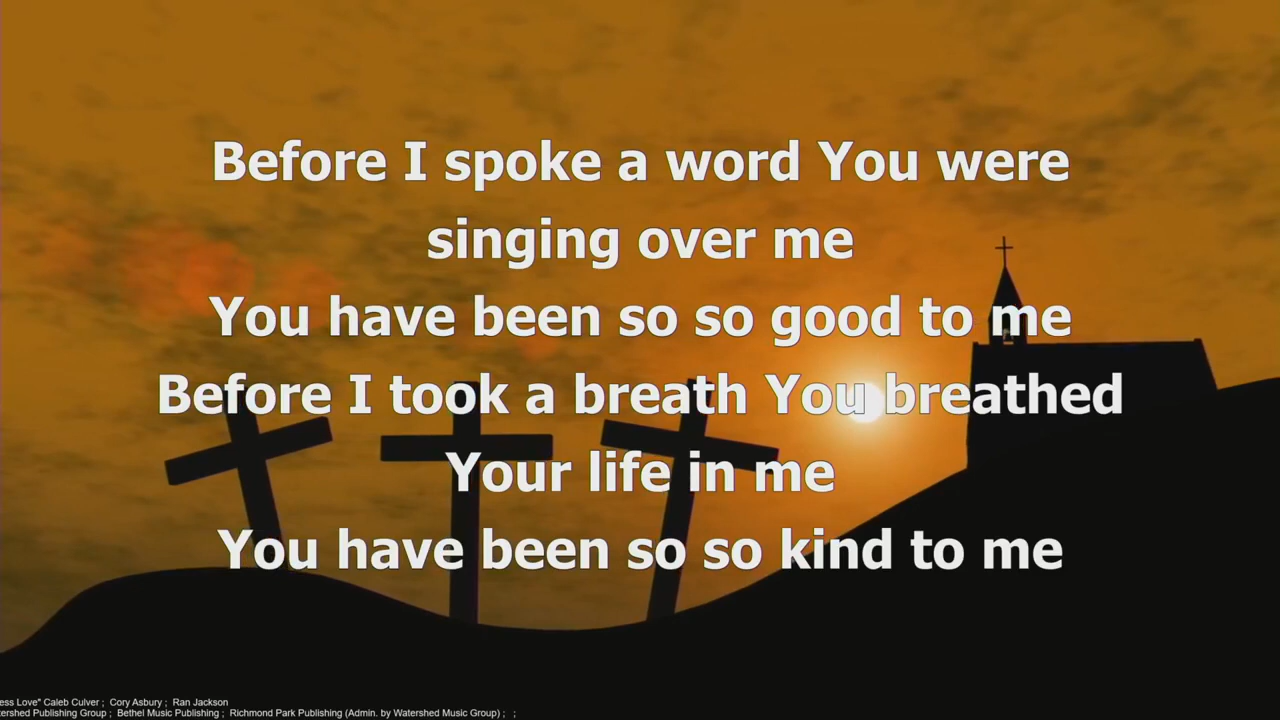 Before I spoke a word You were
singing over me
You have been so so good to me
Before I took a breath You breathed
Your life in me
You have been so so kind to me
ess Love" Caleb Culver ; Cory Asbury ; Ran Jackson
tershed Publishing Group ; Bethel Music Publishing ; Richmond Park Publishing (Admin. by Watershed Music Group) ; ;